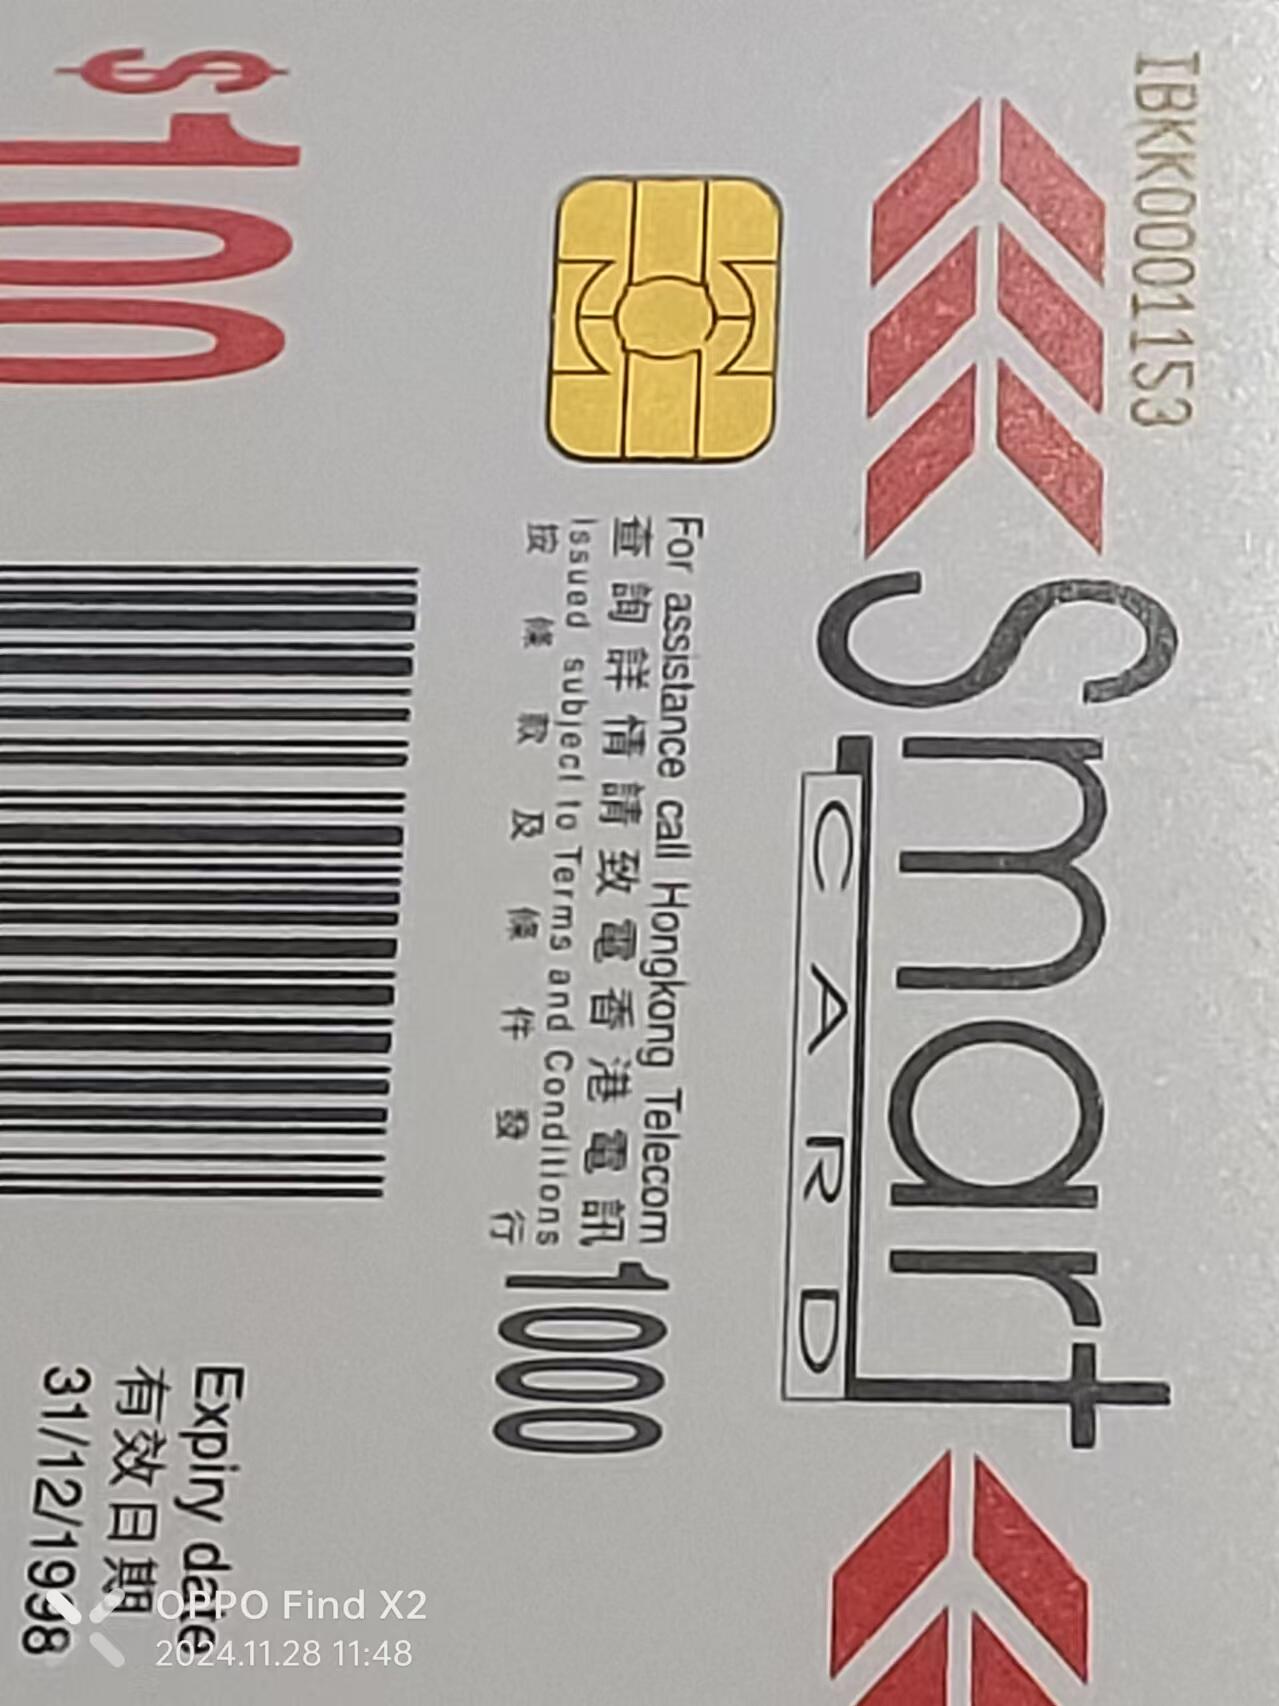 IBKK0001153
Smart
CARD
For assistance call Hongkong Telecom 1000
查詢詳情請致電香港電訊
Issued subject to Terms and Conditions
按條款及條件發行
$100
Expiry date
有效日期
31/12/1998
OPPO Find X2
2024.11.28 11:48